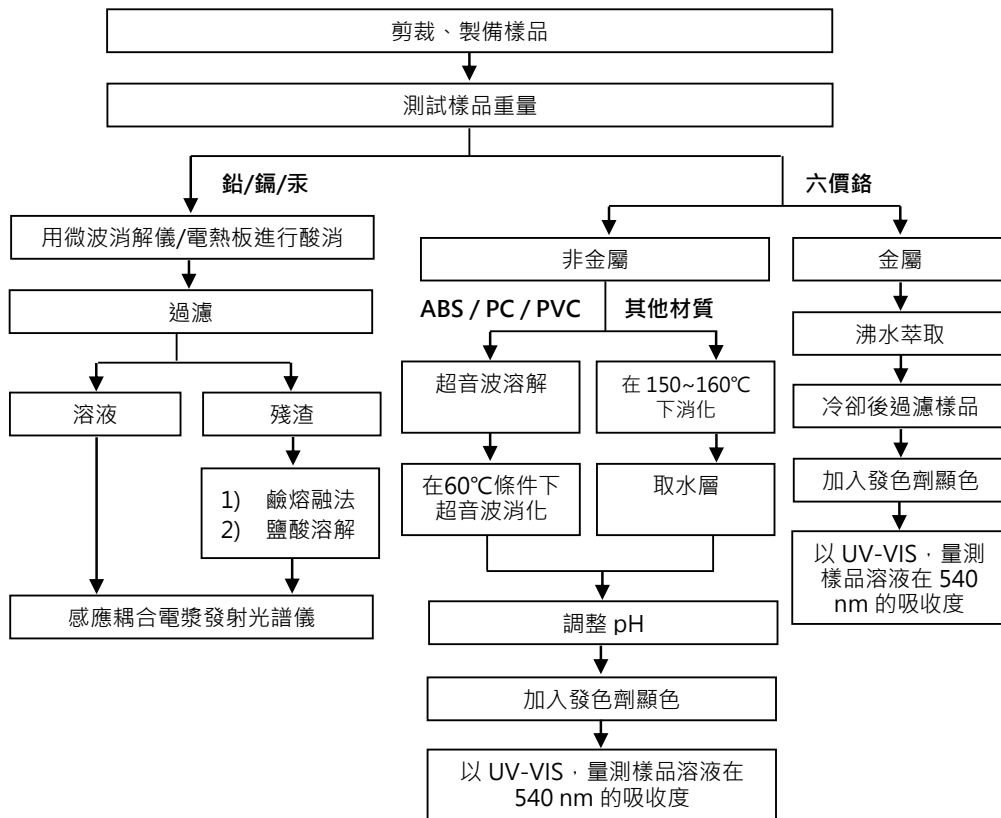 剪裁、製備樣品
測試樣品重量
鉛/鎘/汞
六價鉻
用微波消解儀/電熱板進行酸消
非金屬
金屬
過濾
ABS / PC / PVC
其他材質
沸水萃取
超音波溶解
在 150~160℃
下消化
溶液
殘渣
冷卻後過濾樣品
1) 鹼熔融法
2) 鹽酸溶解
在60℃條件下
超音波消化
取水層
加入發色劑顯色
以 UV-VIS，量測
樣品溶液在 540
nm 的吸收度
感應耦合電漿發射光譜儀
調整 pH
加入發色劑顯色
以 UV-VIS，量測樣品溶液在
540 nm 的吸收度